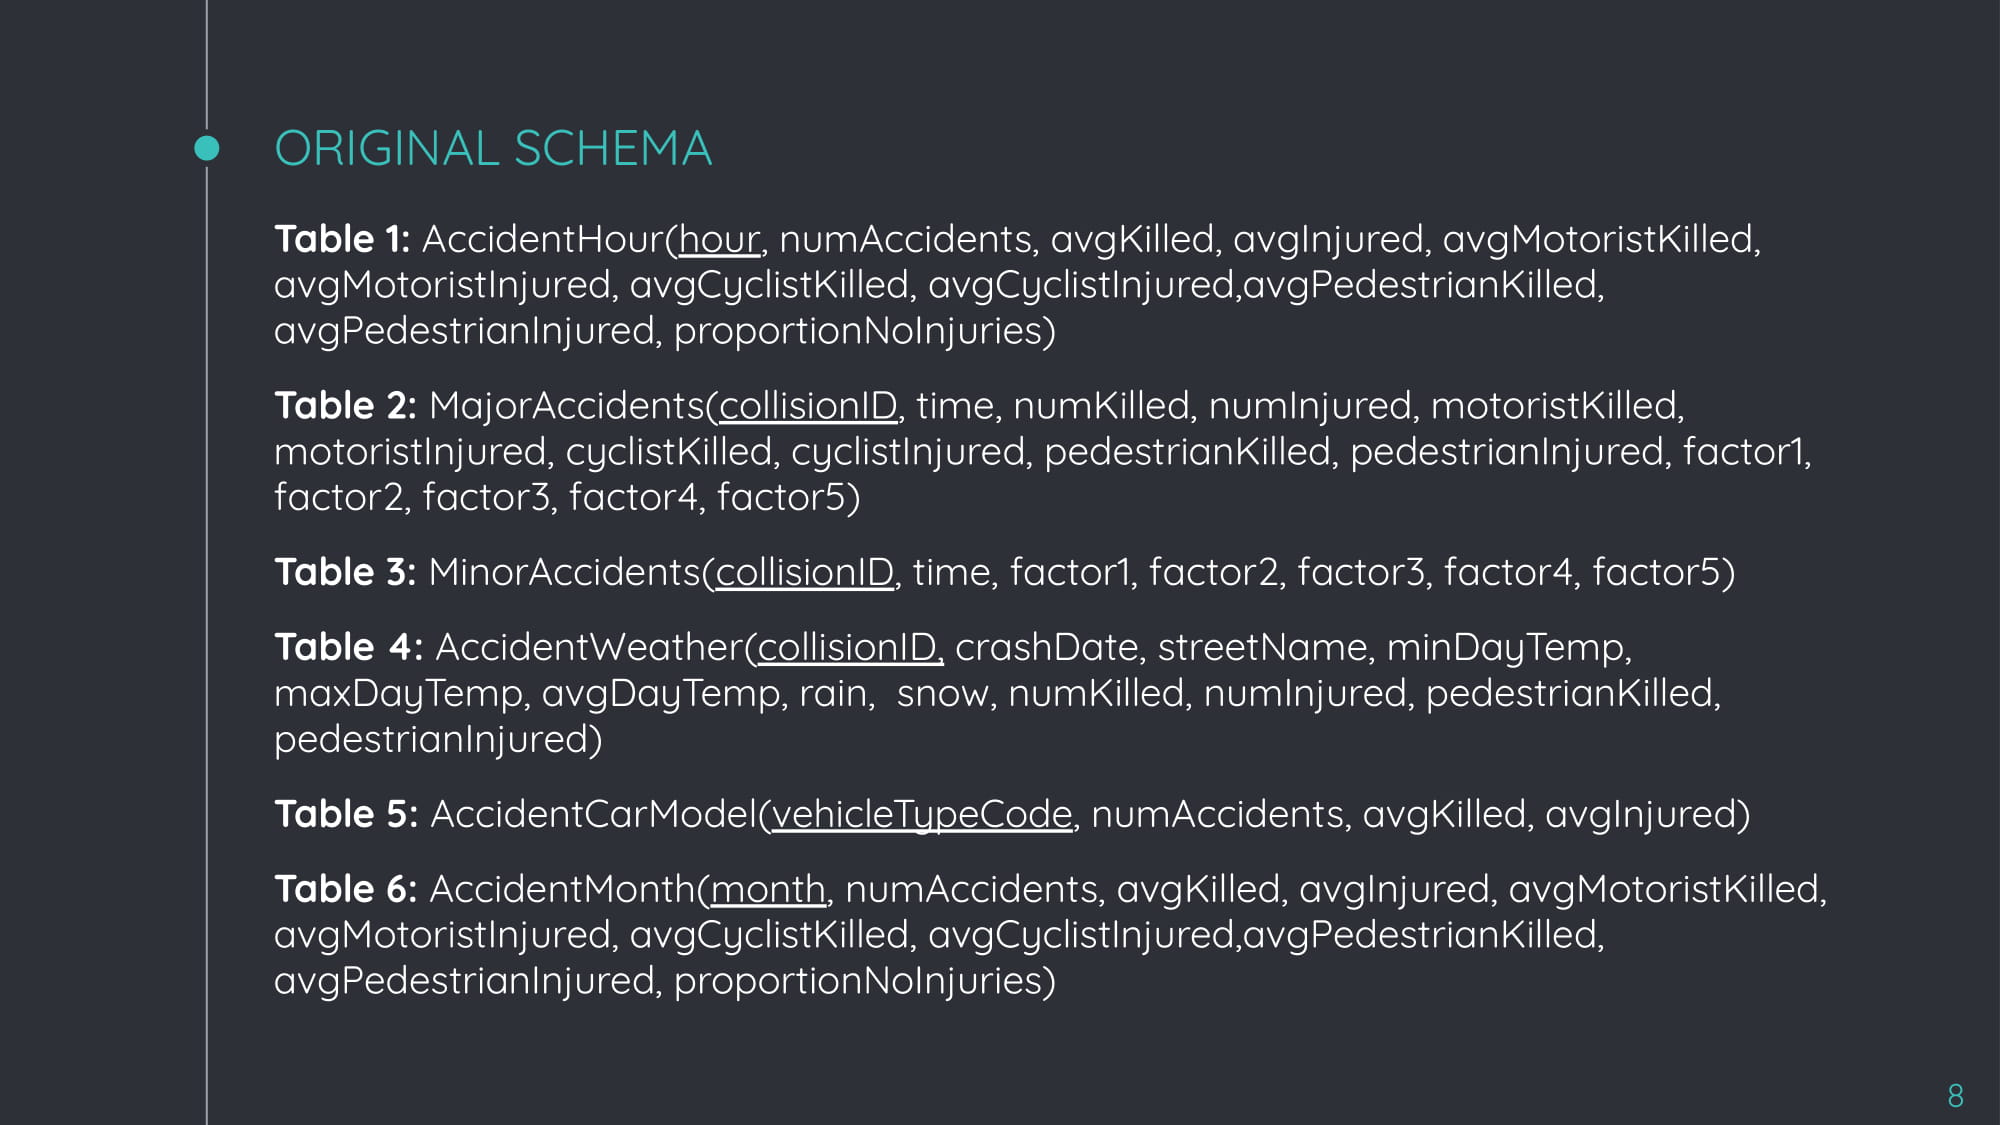 ORIGINAL SCHEMA
Table 1: AccidentHour(hour, numAccidents, avgKilled, avgInjured, avgMotoristKilled,
avgMotoristInjured, avgCyclistKilled, avgCyclistInjured,avgPedestrianKilled,
avgPedestrianInjured, proportionNoInjuries)
Table 2: MajorAccidents(collisionID, time, numKilled, numInjured, motoristKilled,
motoristInjured, cyclistKilled, cyclistInjured, pedestrianKilled, pedestrianInjured, factor1,
factor2, factor3, factor4, factor5)
Table 3: MinorAccidents(collisionID, time, factor1, factor2, factor3, factor4, factor5)
Table 4: AccidentWeather(collisionID, crashDate, streetName, minDayTemp,
maxDayTemp, avgDayTemp, rain,  snow, numKilled, numInjured, pedestrianKilled,
pedestrianInjured)
Table 5: AccidentCarModel(vehicleTypeCode, numAccidents, avgKilled, avgInjured)
Table 6: AccidentMonth(month, numAccidents, avgKilled, avgInjured, avgMotoristKilled,
avgMotoristInjured, avgCyclistKilled, avgCyclistInjured,avgPedestrianKilled,
avgPedestrianInjured, proportionNoInjuries)
8